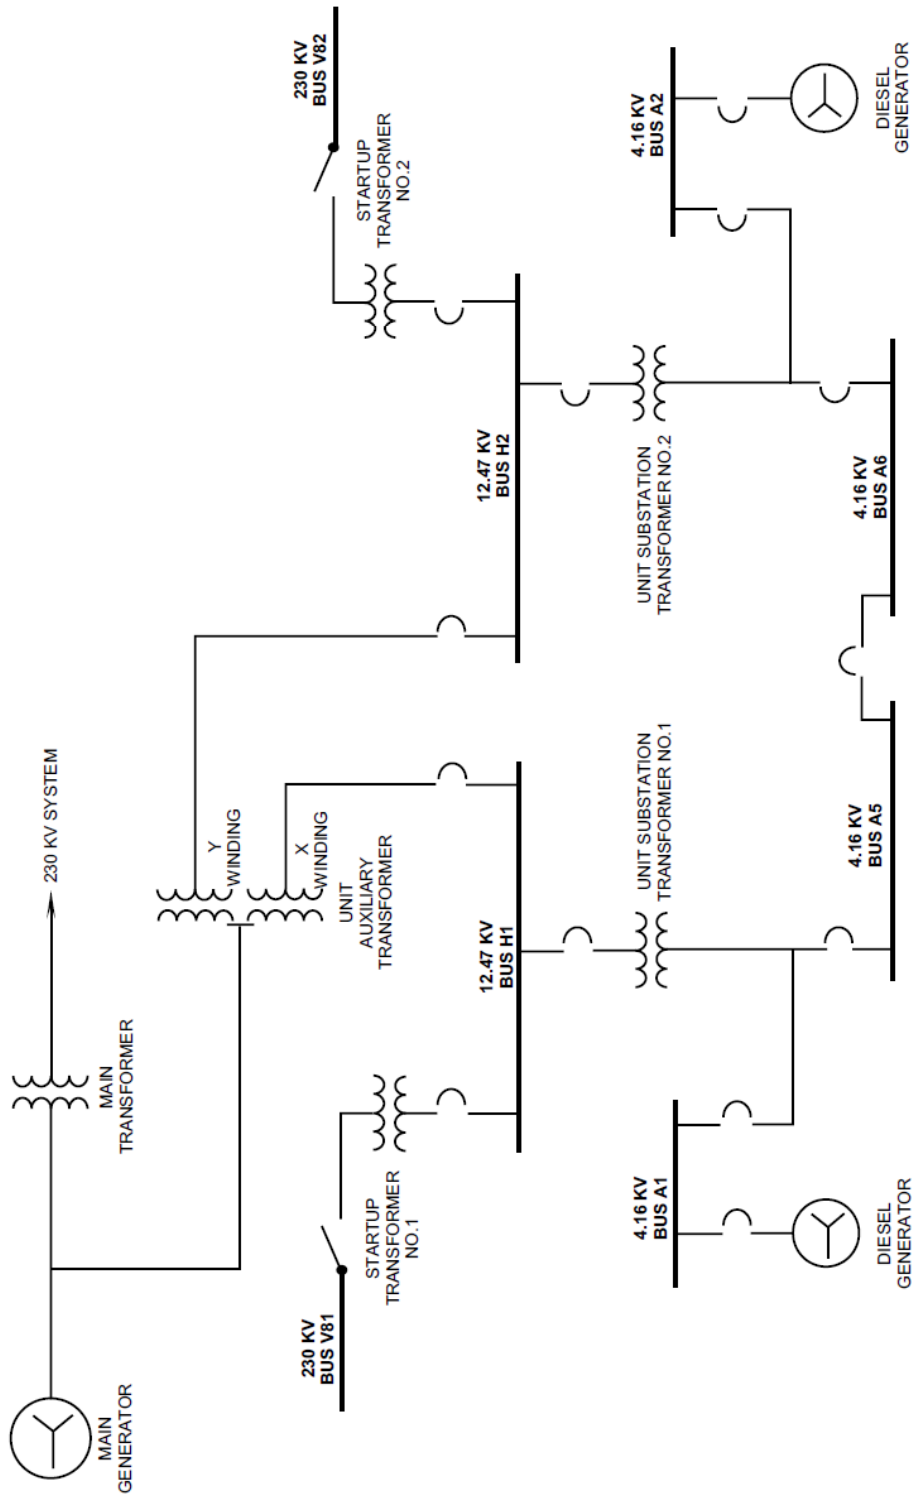 MAIN
GENERATOR
MAIN
TRANSFORMER
230 KV SYSTEM
230 KV
BUS V81
STARTUP
TRANSFORMER
NO.1
Y
WINDING
X
WINDING
UNIT
AUXILIARY
TRANSFORMER
230 KV
BUS V82
STARTUP
TRANSFORMER
NO.2
12.47 KV
BUS H1
12.47 KV
BUS H2
UNIT SUBSTATION
TRANSFORMER NO.1
UNIT SUBSTATION
TRANSFORMER NO.2
4.16 KV
BUS A1
4.16 KV
BUS A2
4.16 KV
BUS A5
4.16 KV
BUS A6
DIESEL
GENERATOR
DIESEL
GENERATOR